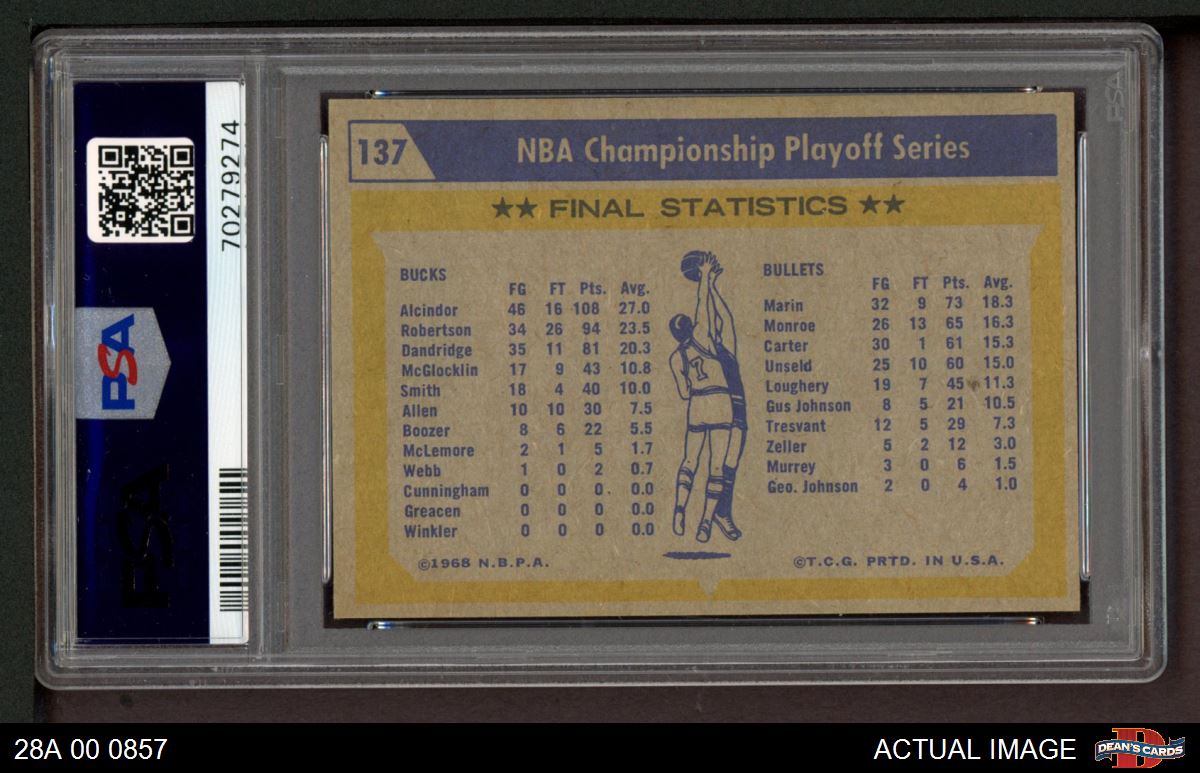 70279274
PSA
137
NBA Championship Playoff Series
★★ FINAL STATISTICS ★★
BUCKS
FG FT Pts. Avg.
Alcindor 46 16 108 27.0
Robertson 34 26 94 23.5
Dandridge 35 11 81 20.3
McGlocklin 17 9 43 10.8
Smith 18 4 40 10.0
Allen 10 10 30 7.5
Boozer 8 6 22 5.5
McLemore 2 1 5 1.7
Webb 1 0 2 0.7
Cunningham 0 0 0 0.0
Greacen 0 0 0 0.0
Winkler 0 0 0 0.0
©1968 N.B.P.A.
1
BULLETS
FG FT Pts. Avg.
Marin 32 9 73 18.3
Monroe 26 13 65 16.3
Carter 30 1 61 15.3
Unseld 25 10 60 15.0
Loughery 19 7 45 11.3
Gus Johnson 8 5 21 10.5
Tresvant 12 5 29 7.3
Zeller 5 2 12 3.0
Murrey 3 0 6 1.5
Geo. Johnson 2 0 4 1.0
©T.C.G. PRTD. IN U.S.A.
PSA
PSA
28A 00 0857
ACTUAL IMAGE
DEAN'S CARDS